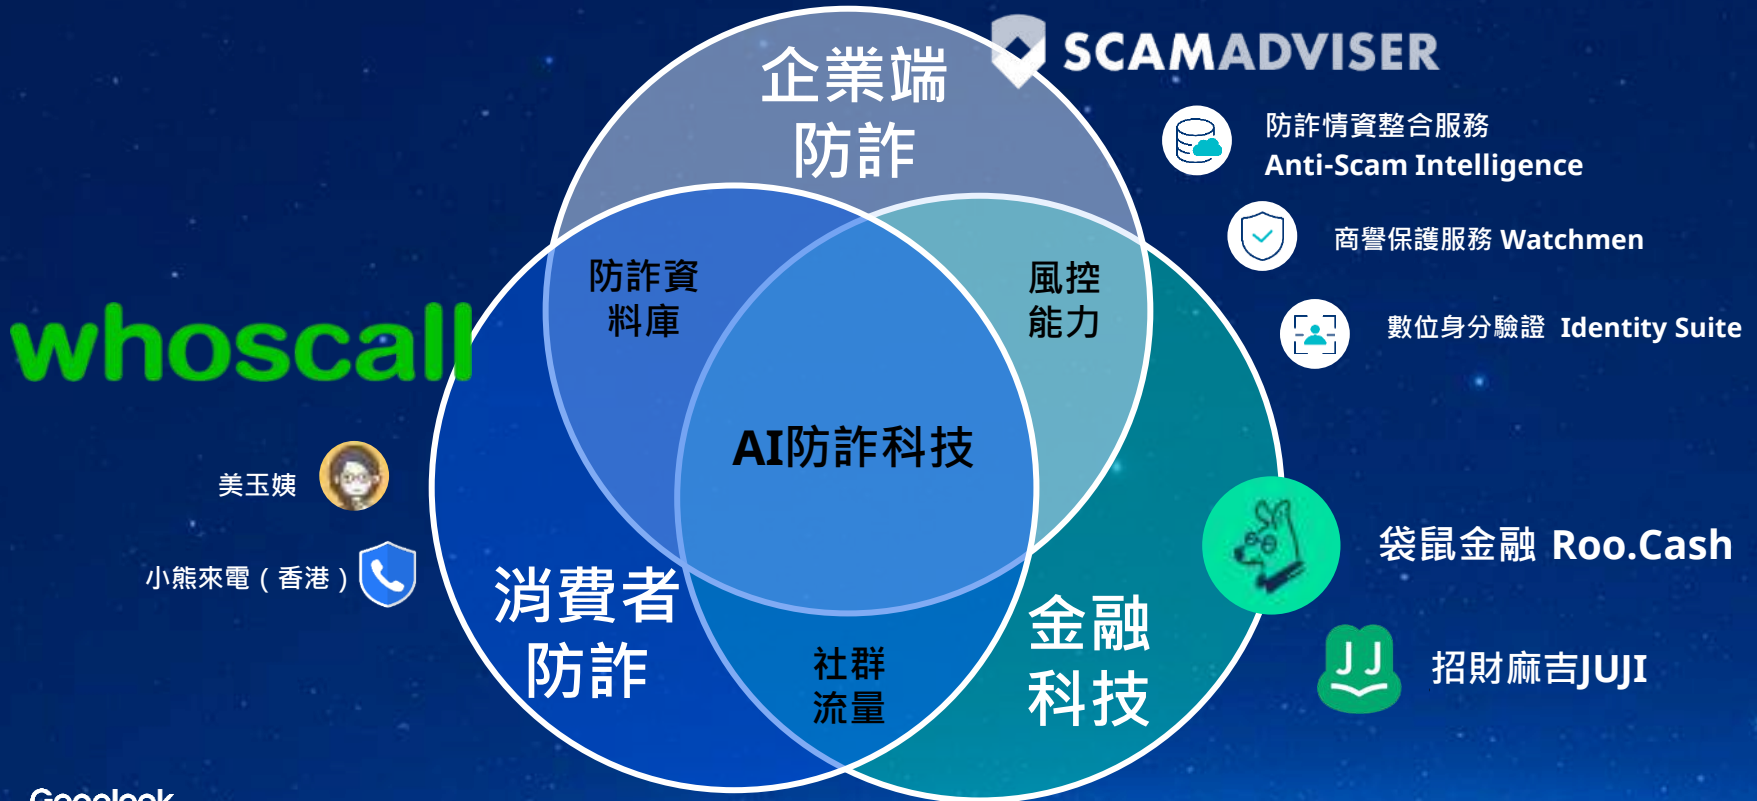 企業端
防詐
SCAMADVISER
防詐情資整合服務
Anti-Scam Intelligence
商譽保護服務 Watchmen
數位身分驗證 Identity Suite
防詐資
料庫
風控
能力
whoscall
AI防詐科技
美玉姨
小熊來電（香港）
消費者
防詐
社群
流量
金融
科技
袋鼠金融 Roo.Cash
JJ
招財麻吉JUJI
Gogolook